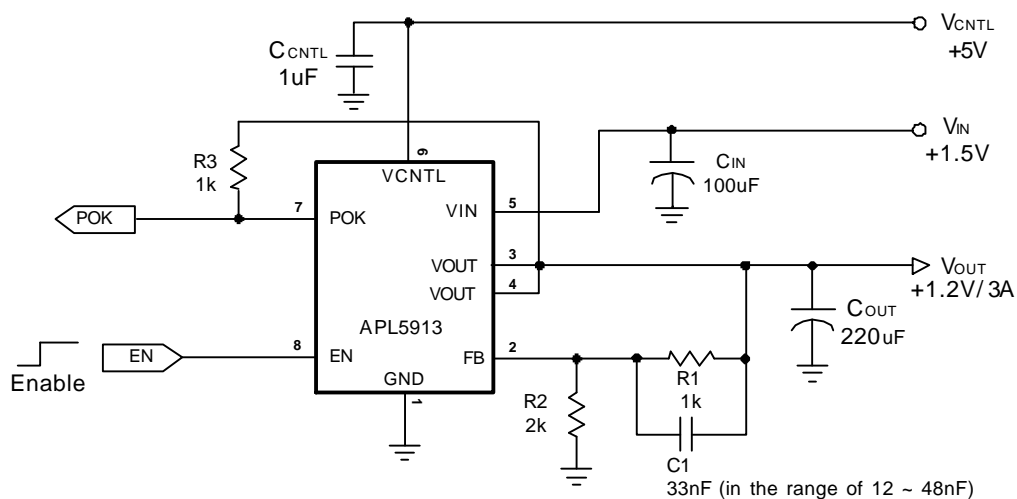 VCNTL
+5V
CCNTL
1uF
VIN
+1.5V
CIN
100uF
R3
1k
6
VCNTL
POK
7
POK
VIN
5
VOUT
3
VOUT
4
VOUT
+1.2V/3A
COUT
220uF
APL5913
Enable
EN
8
EN
FB
2
GND
1
R2
2k
R1
1k
C1
33nF (in the range of 12 ~ 48nF)